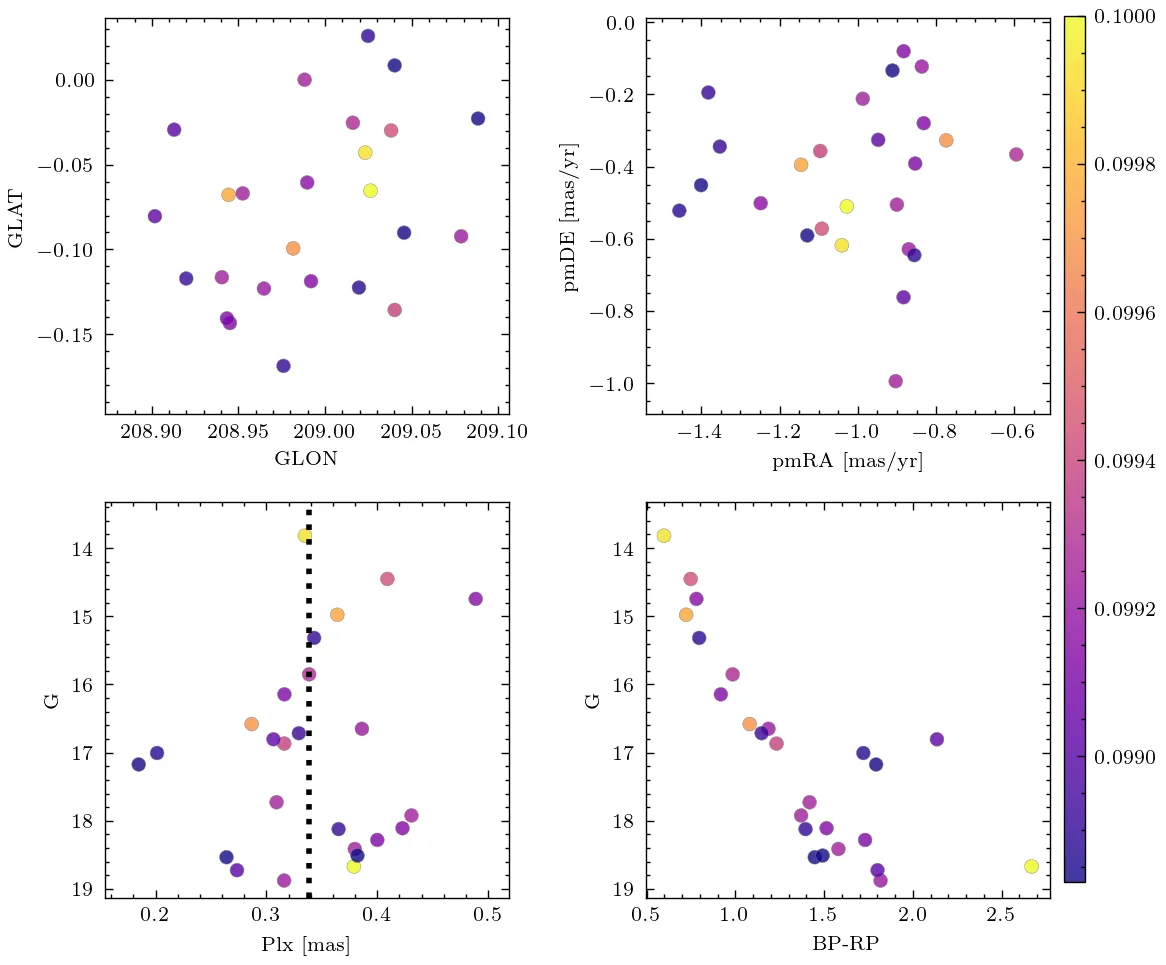 0.00
−0.05
−0.10
−0.15
GLAT
208.90 208.95 209.00 209.05 209.10
GLON
0.0
−0.2
−0.4
−0.6
−0.8
−1.0
pmDE [mas/yr]
−1.4 −1.2 −1.0 −0.8 −0.6
pmRA [mas/yr]
0.1000
0.0998
0.0996
0.0994
0.0992
0.0990
14
15
16
17
18
19
G
0.2 0.3 0.4 0.5
Plx [mas]
14
15
16
17
18
19
G
0.5 1.0 1.5 2.0 2.5
BP-RP